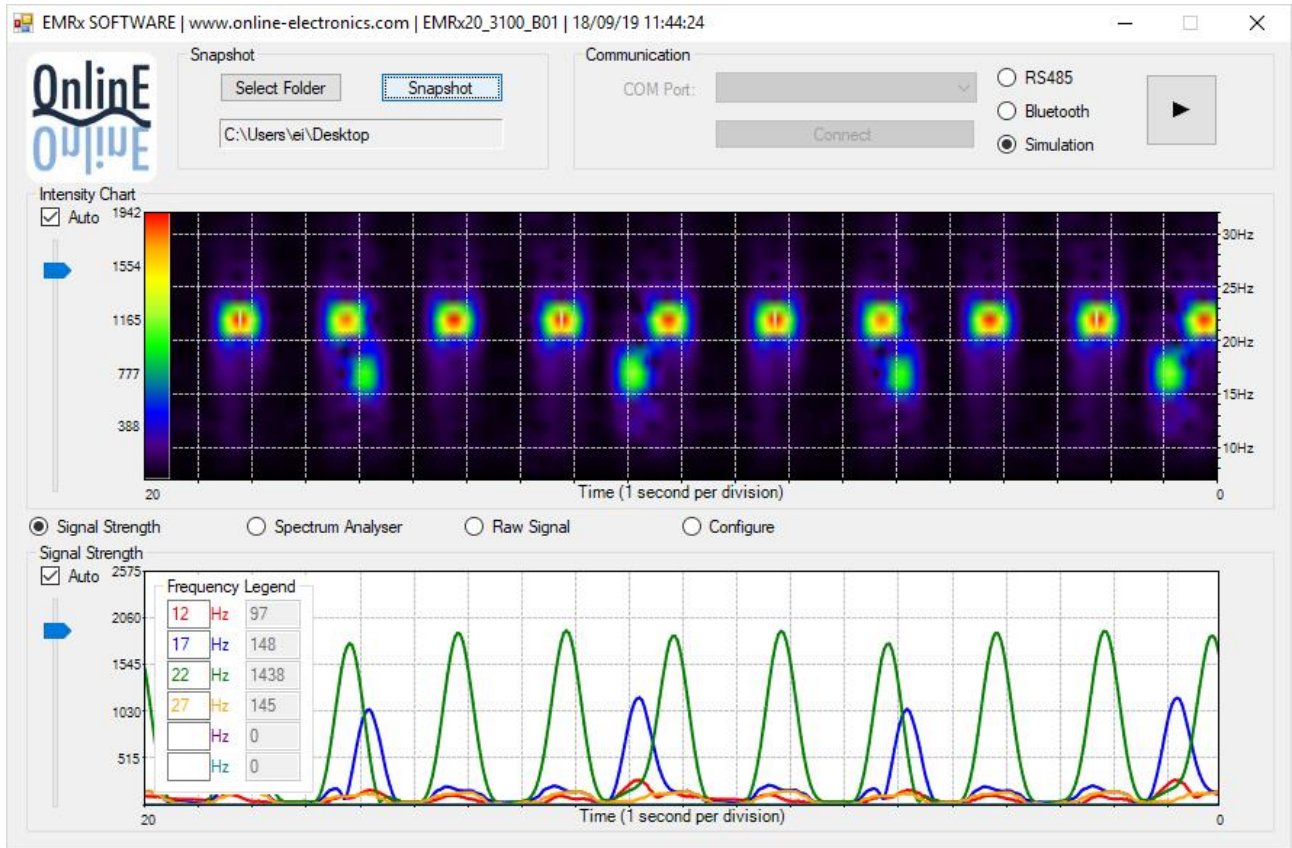 EMRx SOFTWARE | www.online-electronics.com | EMRx20_3100_B01 | 18/09/19 11:44:24
OnlinE
OnlinE
Snapshot
Select Folder
Snapshot
C:\Users\ei\Desktop
Communication
COM Port:
Connect
RS485
Bluetooth
Simulation
Intensity Chart
Auto
1942
1554
1165
777
388
30Hz
25Hz
20Hz
15Hz
10Hz
20
Time (1 second per division)
0
Signal Strength
Spectrum Analyser
Raw Signal
Configure
Signal Strength
Auto
2575
2060
1545
1030
515
Frequency Legend
12 Hz 97
17 Hz 148
22 Hz 1438
27 Hz 145
Hz 0
Hz 0
20
Time (1 second per division)
0